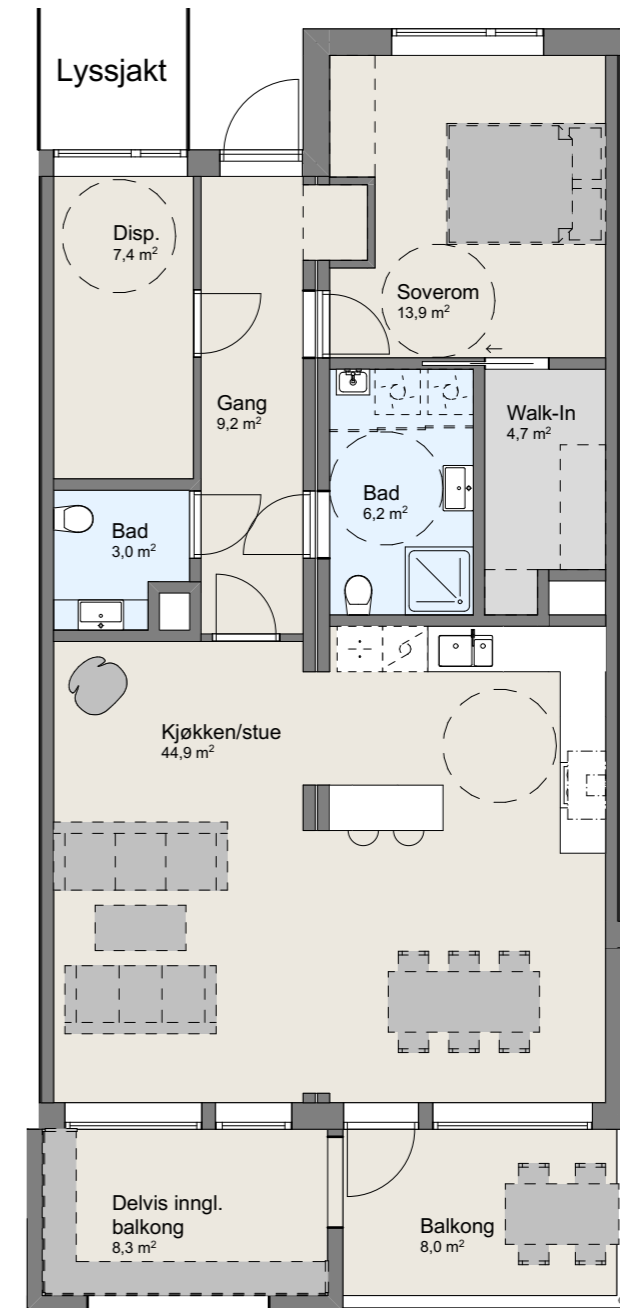 Lyssjakt
Disp.
7,4 m²
Soverom
13,9 m²
Gang
9,2 m²
Walk-In
4,7 m²
Bad
6,2 m²
Bad
3,0 m²
Kjøkken/stue
44,9 m²
Delvis inngl.
balkong
8,3 m²
Balkong
8,0 m²